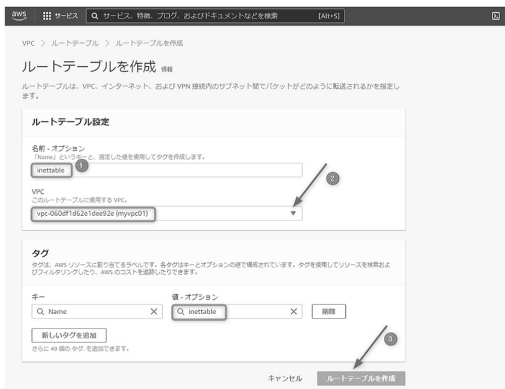 aws サービス サービス、特徴、ブログ、およびドキュメントなどを検索 [Alt+S]
VPC > ルートテーブル > ルートテーブルを作成
ルートテーブルを作成 情報
ルートテーブルは、VPC、インターネット、および VPN 接続内のサブネット間でパケットがどのように転送されるかを指定し
ます。
ルートテーブル設定
名前 - オプション
「Name」というキーと、指定した値を使用してタグを作成します。
inettable
1
2
VPC
このルートテーブルに使用する VPC。
vpc-060df1d62e1dee92e (myvpc01)
タグ
タグは、AWS リソースに割り当てるラベルです。各タグはキーとオプションの値で構成されています。タグを使用してリソースを検索およ
びフィルタリングしたり、AWS のコストを追跡したりできます。
キー 値 - オプション
Name inettable 削除
新しいタグを追加
さらに 49 個の タグ を追加できます。
3
キャンセル ルートテーブルを作成